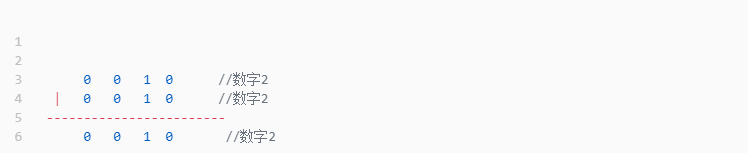 1
2
3 0 0 1 0 //数字2
4 | 0 0 1 0 //数字2
5 ------------------------
6 0 0 1 0 //数字2